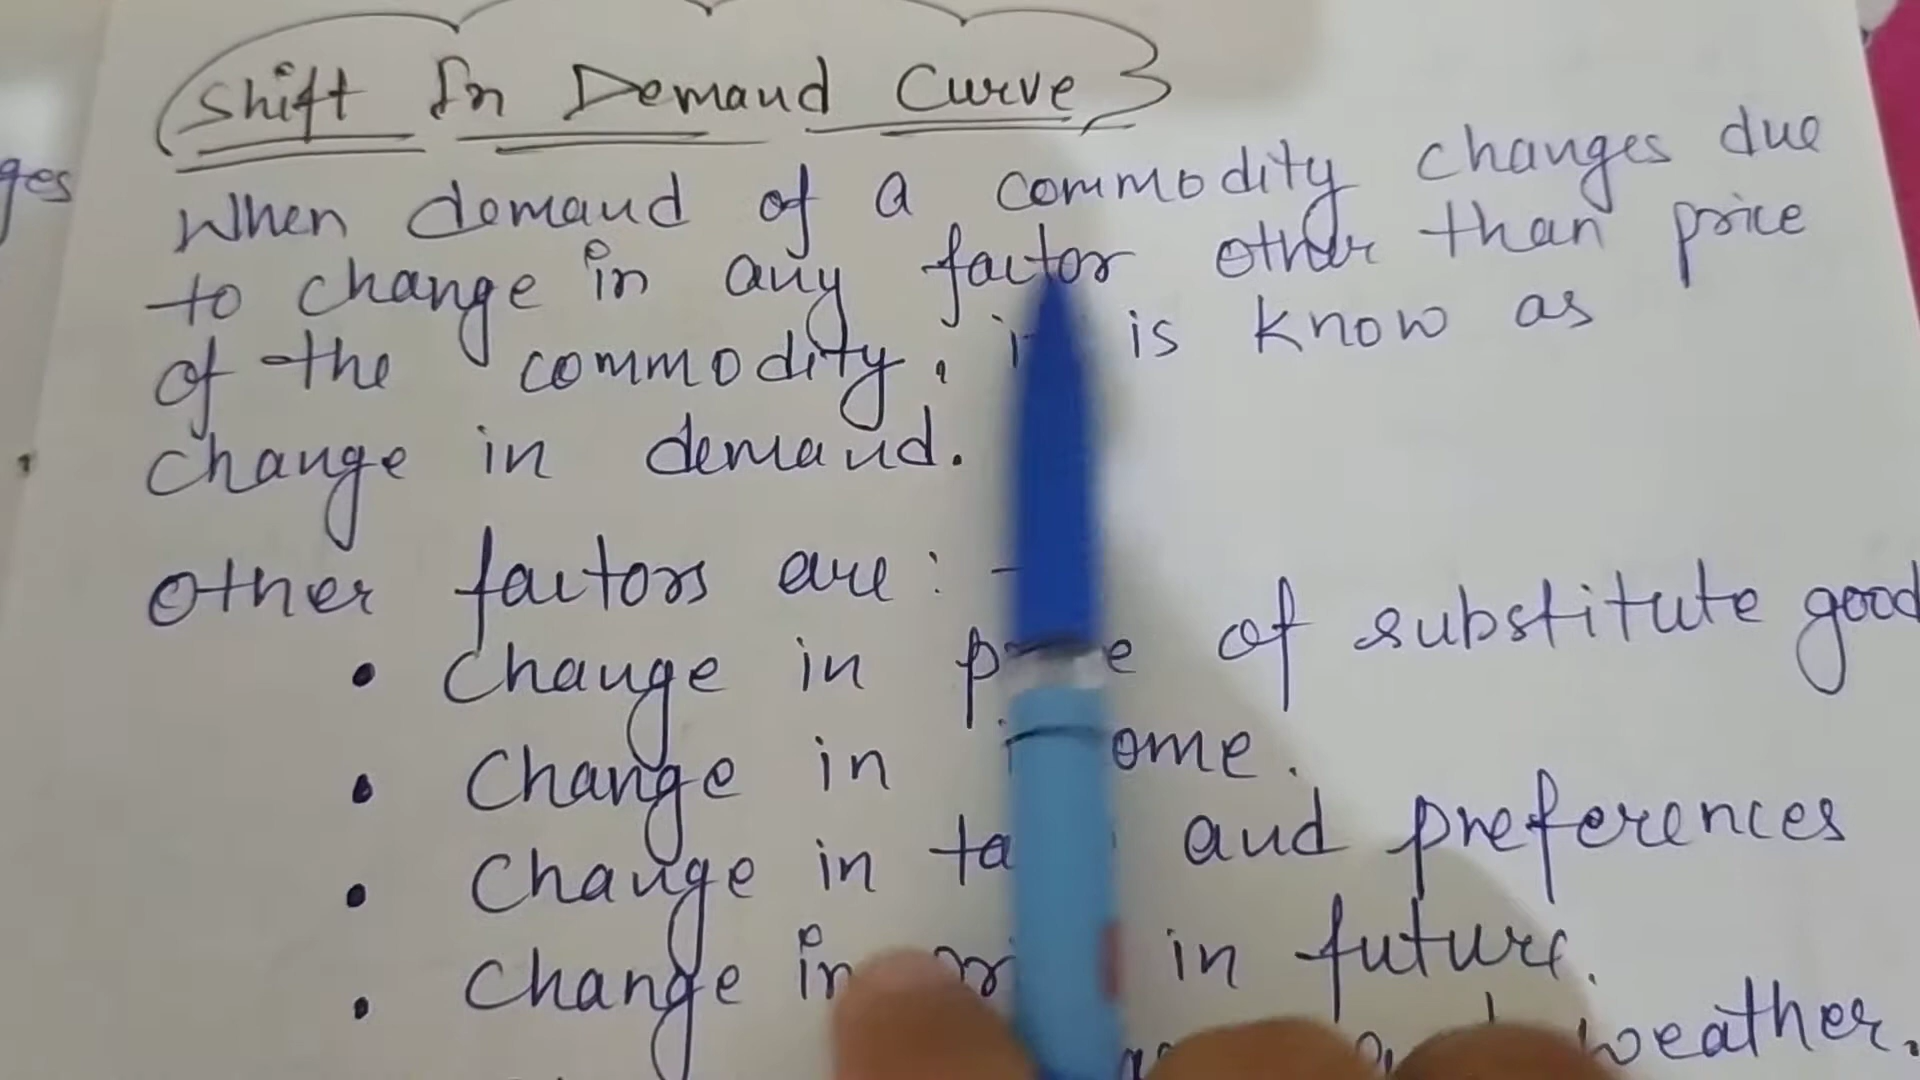 Shift In Demand Curve
ges
When demand of a commodity changes due
to change in any factor other than price
of the commodity, is know as
change in demand.
Other factors are: -
• Change in of substitute good
• Change in
• Change in and preferences
• Change in in future.
weather.